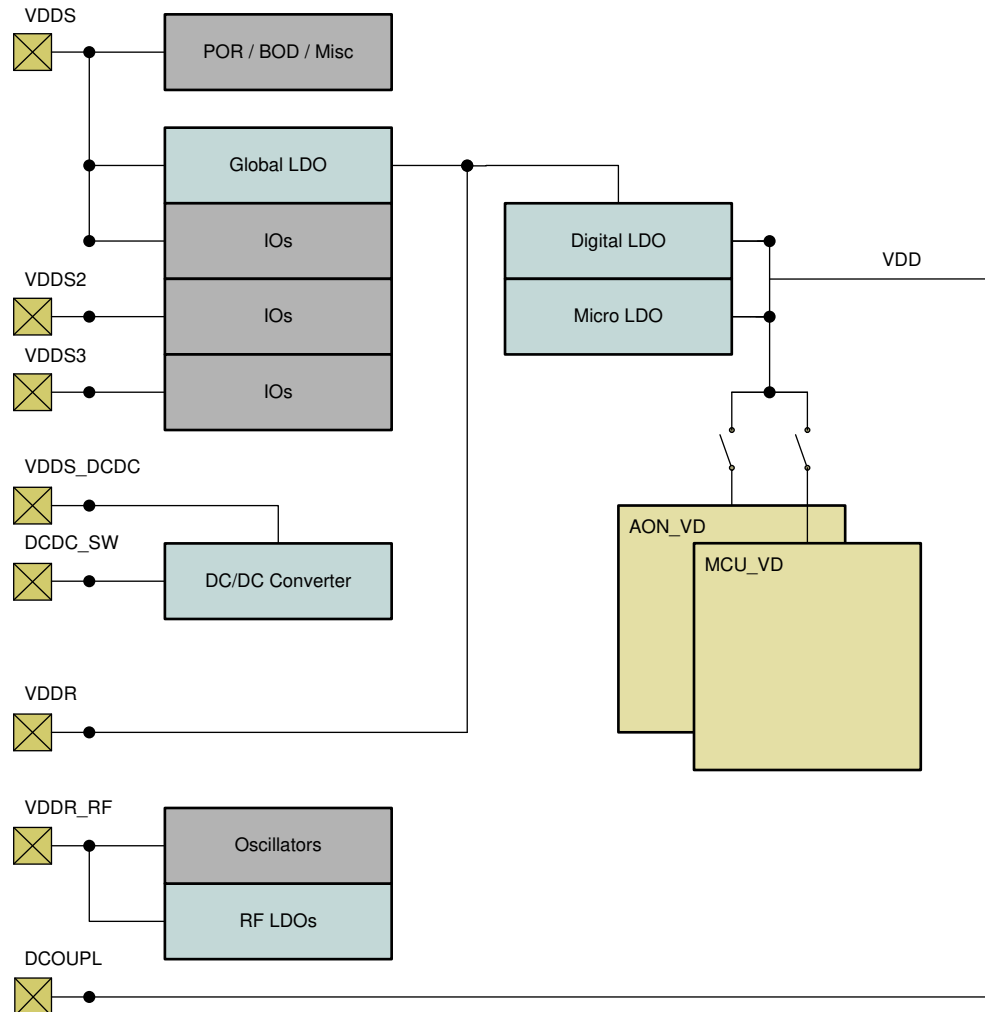 VDDS
POR / BOD / Misc
Global LDO
IOs
Digital LDO
VDD
VDDS2
IOs
Micro LDO
VDDS3
IOs
VDDS_DCDC
DCDC_SW
DC/DC Converter
AON_VD
MCU_VD
VDDR
VDDR_RF
Oscillators
RF LDOs
DCOUPL